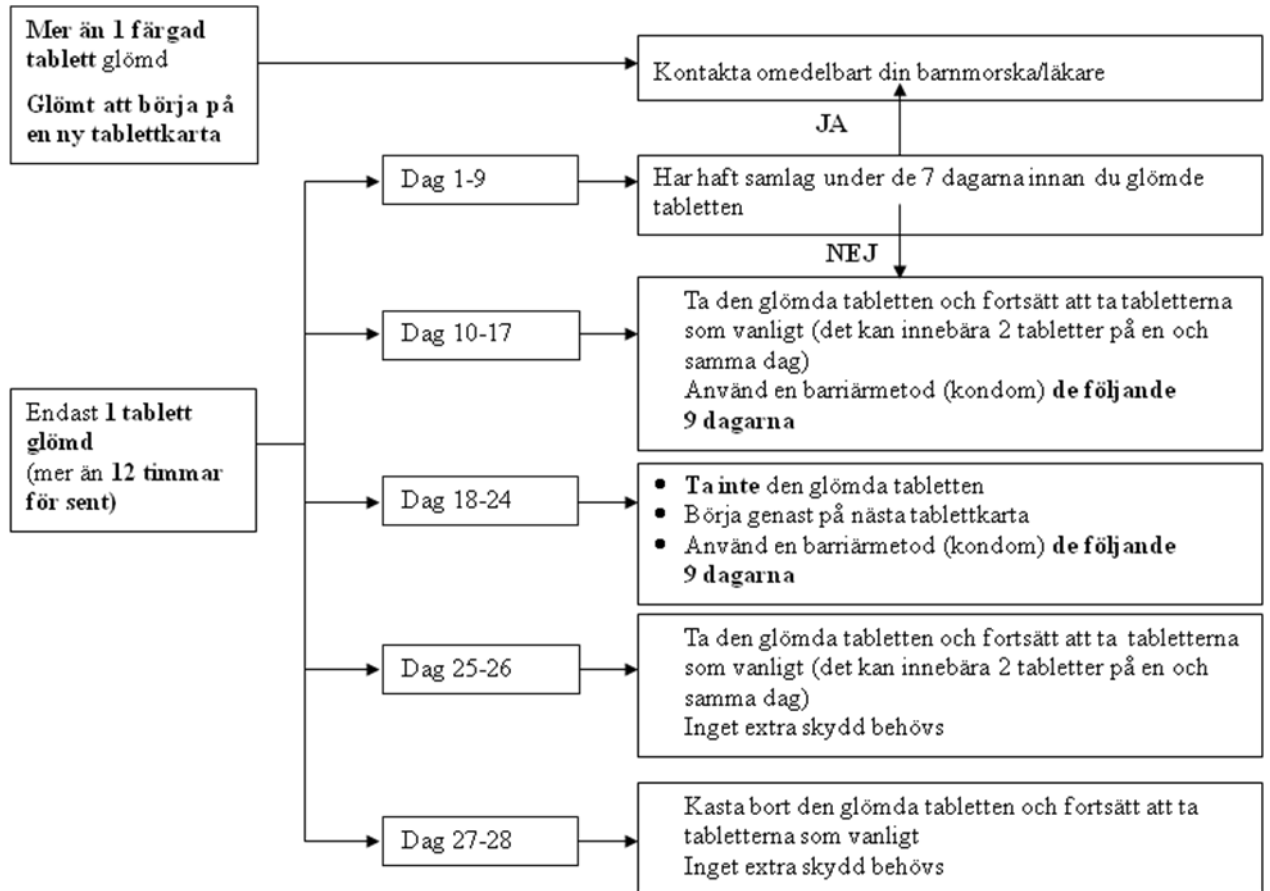 Mer än 1 färgad
tablett glömd
Glömt att börja på
en ny tablettkarta
Kontakta omedelbart din barnmorska/läkare
JA
Dag 1-9
Har haft samlag under de 7 dagarna innan du glömde
tabletten
NEJ
Dag 10-17
Ta den glömda tabletten och fortsätt att ta tabletterna
som vanligt (det kan innebära 2 tabletter på en och
samma dag)
Använd en barriärmetod (kondom) de följande
9 dagarna
Endast 1 tablett
glömd
(mer än 12 timmar
för sent)
Dag 18-24
• Ta inte den glömda tabletten
• Börja genast på nästa tablettkarta
• Använd en barriärmetod (kondom) de följande
9 dagarna
Dag 25-26
Ta den glömda tabletten och fortsätt att ta tabletterna
som vanligt (det kan innebära 2 tabletter på en och
samma dag)
Inget extra skydd behövs
Dag 27-28
Kasta bort den glömda tabletten och fortsätt att ta
tabletterna som vanligt
Inget extra skydd behövs